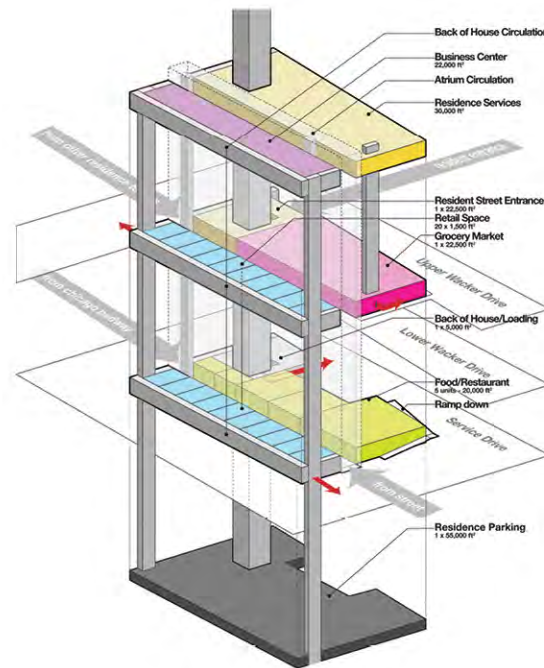 Back of House Circulation
Business Center
22,000 ft²
Atrium Circulation
Residence Services
30,000 ft²
Resident Street Entrance
1 x 22,500 ft²
Retail Space
20 x 1,500 ft²
Grocery Market
1 x 22,500 ft²
Upper Wacker Drive
from chicago pedway
Back of House/Loading
1 x 5,000 ft²
Lower Wacker Drive
Food/Restaurant
5 units - 20,000 ft²
Ramp down
Service Drive
from street
Residence Parking
1 x 55,000 ft²